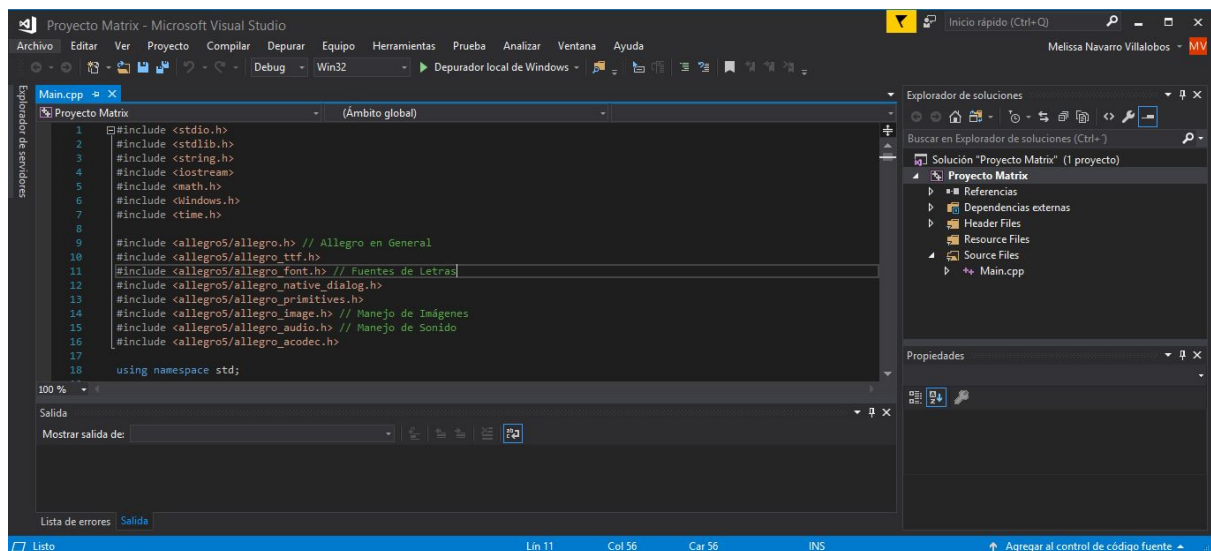 Proyecto Matrix - Microsoft Visual Studio
Inicio rápido (Ctrl+Q)
Archivo Editar Ver Proyecto Compilar Depurar Equipo Herramientas Prueba Analizar Ventana Ayuda
Melissa Navarro Villalobos MV
Debug Win32 Depurador local de Windows
Explorador de servidores
Main.cpp
Proyecto Matrix (Ámbito global)
1 #include <stdio.h>
2 #include <stdlib.h>
3 #include <string.h>
4 #include <iostream>
5 #include <math.h>
6 #include <Windows.h>
7 #include <time.h>
8
9 #include <allegro5/allegro.h> // Allegro en General
10 #include <allegro5/allegro_ttf.h>
11 #include <allegro5/allegro_font.h> // Fuentes de Letras
12 #include <allegro5/allegro_native_dialog.h>
13 #include <allegro5/allegro_primitives.h>
14 #include <allegro5/allegro_image.h> // Manejo de Imágenes
15 #include <allegro5/allegro_audio.h> // Manejo de Sonido
16 #include <allegro5/allegro_acodec.h>
17
18 using namespace std;
100 %
Salida
Mostrar salida de:
Lista de errores Salida
Explorador de soluciones
Buscar en Explorador de soluciones (Ctrl+¨)
Solución "Proyecto Matrix" (1 proyecto)
Proyecto Matrix
Referencias
Dependencias externas
Header Files
Resource Files
Source Files
Main.cpp
Propiedades
Listo Lín 11 Col 56 Car 56 INS Agregar al control de código fuente